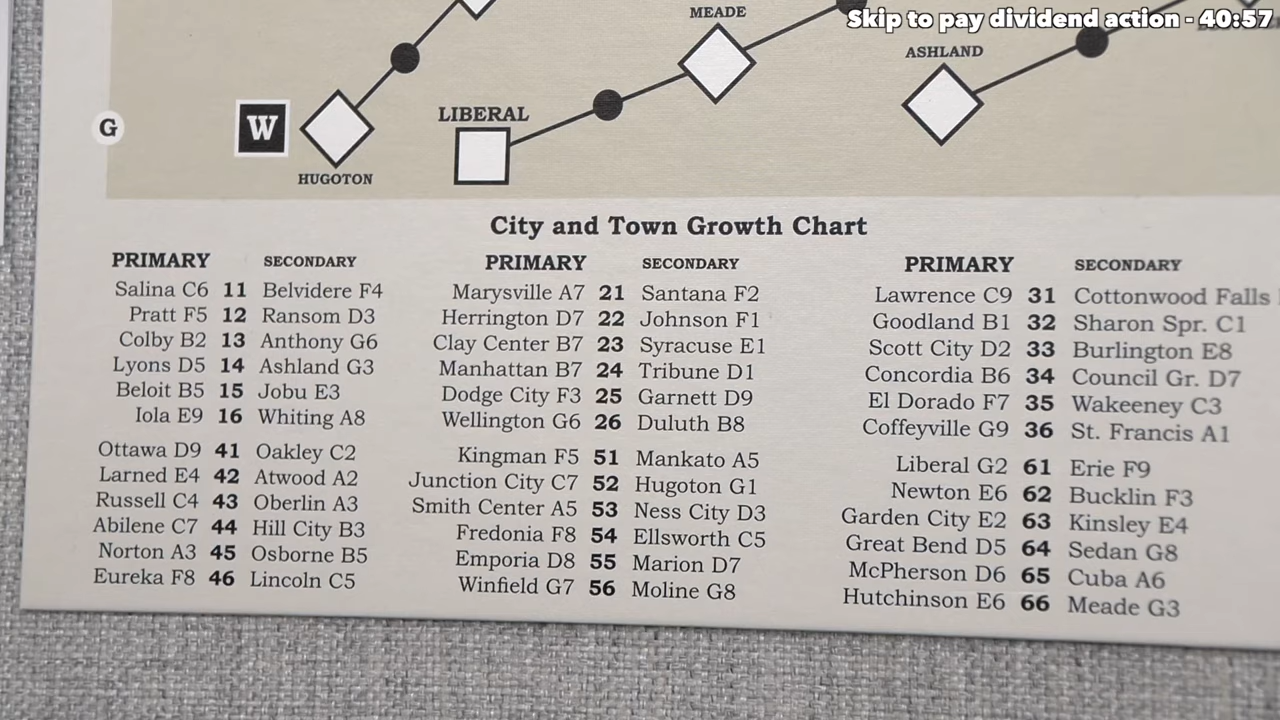 Skip to pay dividend action - 40:57
MEADE
ASHLAND
LIBERAL
G
W
HUGOTON
City and Town Growth Chart
PRIMARY SECONDARY
Salina C6 11 Belvidere F4
Pratt F5 12 Ransom D3
Colby B2 13 Anthony G6
Lyons D5 14 Ashland G3
Beloit B5 15 Jobu E3
Iola E9 16 Whiting A8
Ottawa D9 41 Oakley C2
Larned E4 42 Atwood A2
Russell C4 43 Oberlin A3
Abilene C7 44 Hill City B3
Norton A3 45 Osborne B5
Eureka F8 46 Lincoln C5
PRIMARY SECONDARY
Marysville A7 21 Santana F2
Herrington D7 22 Johnson F1
Clay Center B7 23 Syracuse E1
Manhattan B7 24 Tribune D1
Dodge City F3 25 Garnett D9
Wellington G6 26 Duluth B8
Kingman F5 51 Mankato A5
Junction City C7 52 Hugoton G1
Smith Center A5 53 Ness City D3
Fredonia F8 54 Ellsworth C5
Emporia D8 55 Marion D7
Winfield G7 56 Moline G8
PRIMARY SECONDARY
Lawrence C9 31 Cottonwood Falls
Goodland B1 32 Sharon Spr. C1
Scott City D2 33 Burlington E8
Concordia B6 34 Council Gr. D7
El Dorado F7 35 Wakeeney C3
Coffeyville G9 36 St. Francis A1
Liberal G2 61 Erie F9
Newton E6 62 Bucklin F3
Garden City E2 63 Kinsley E4
Great Bend D5 64 Sedan G8
McPherson D6 65 Cuba A6
Hutchinson E6 66 Meade G3